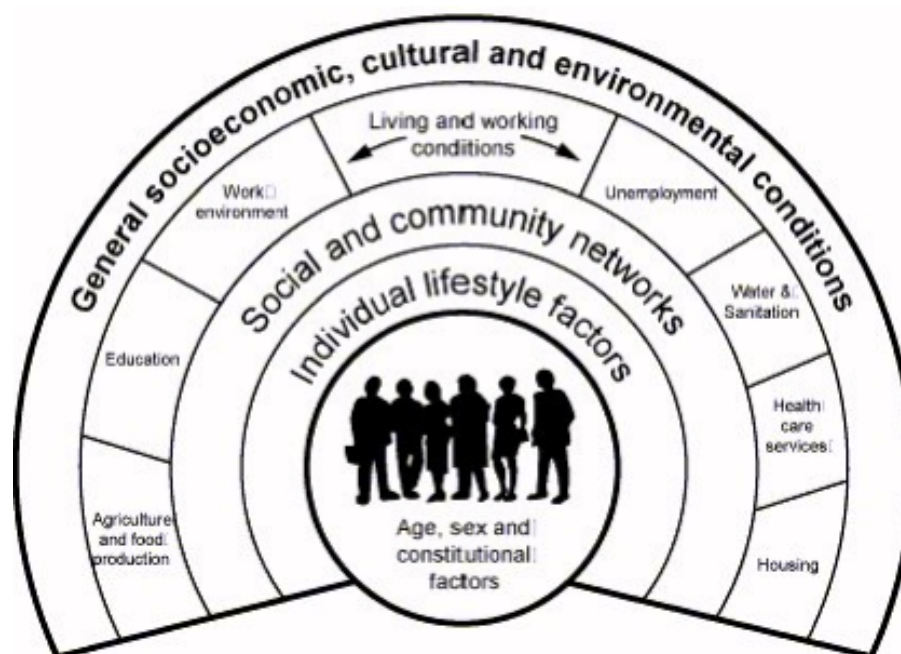 General socioeconomic, cultural and environmental conditions
Living and working
conditions
Work
environment
Unemployment
Education
Water &
Sanitation
Agriculture
and food
production
Health
care
services
Housing
Social and community networks
Individual lifestyle factors
Age, sex and
constitutional
factors